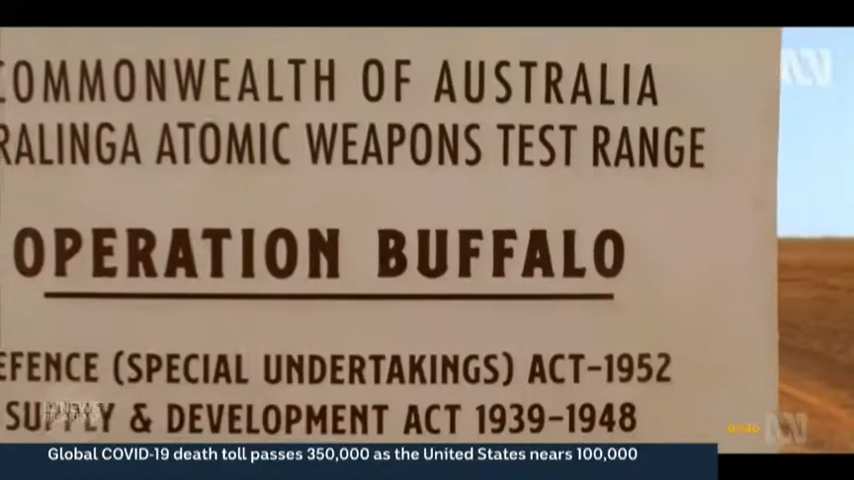 COMMONWEALTH OF AUSTRALIA
RALINGA ATOMIC WEAPONS TEST RANGE
OPERATION BUFFALO
EFENCE (SPECIAL UNDERTAKINGS) ACT-1952
SUPPLY & DEVELOPMENT ACT 1939-1948
NEWS
Global COVID-19 death toll passes 350,000 as the United States nears 100,000